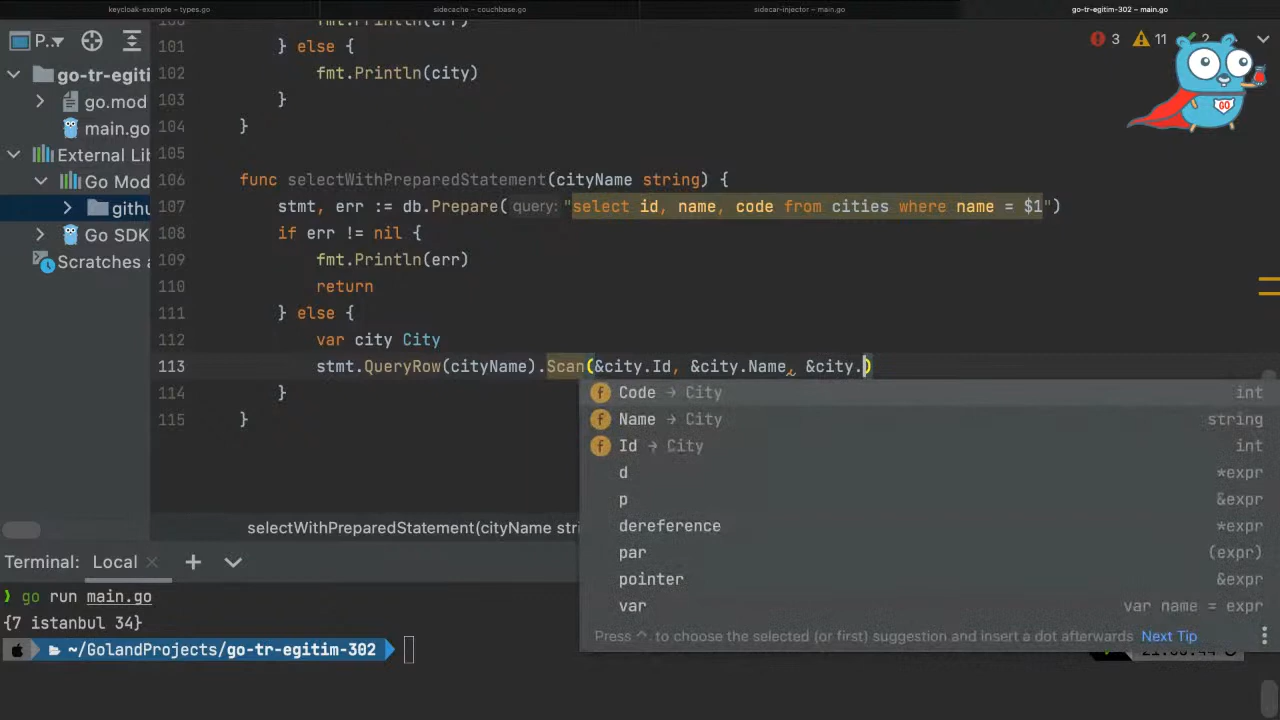 keycloak-example – types.go
sidecache – couchbase.go
sidecar-injector – main.go
go-tr-egitim-302 – main.go
P..
go-tr-egiti
go.mod
main.go
External Lib
Go Mod
githu
Go SDK
Scratches a
3 11 2
GO
101 } else {
102 fmt.Println(city)
103 }
104 }
105
106 func selectWithPreparedStatement(cityName string) {
107 stmt, err := db.Prepare( query: "select id, name, code from cities where name = $1")
108 if err != nil {
109 fmt.Println(err)
110 return
111 } else {
112 var city City
113 stmt.QueryRow(cityName).Scan(&city.Id, &city.Name, &city.)
114 }
115 }
Code → City int
Name → City string
Id → City int
d *expr
p &expr
dereference *expr
par (expr)
pointer &expr
var var name = expr
Press ^. to choose the selected (or first) suggestion and insert a dot afterwards Next Tip
selectWithPreparedStatement(cityName stri
Terminal: Local
❯ go run main.go
{7 istanbul 34}
~/GolandProjects/go-tr-egitim-302